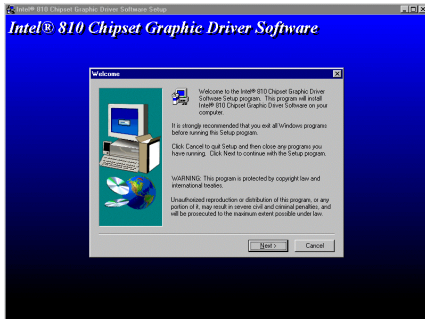 Intel® 810 Chipset Graphic Driver Software Setup
Intel® 810 Chipset Graphic Driver Software
Welcome
Welcome to the Intel® 810 Chipset Graphic Driver
Software Setup program. This program will install
Intel® 810 Chipset Graphic Driver Software on your
computer.
It is strongly recommended that you exit all Windows programs
before running this Setup program.
Click Cancel to quit Setup and then close any programs you
have running. Click Next to continue with the Setup program.
WARNING: This program is protected by copyright law and
international treaties.
Unauthorized reproduction or distribution of this program, or any
portion of it, may result in severe civil and criminal penalties, and
will be prosecuted to the maximum extent possible under law.
Next >
Cancel